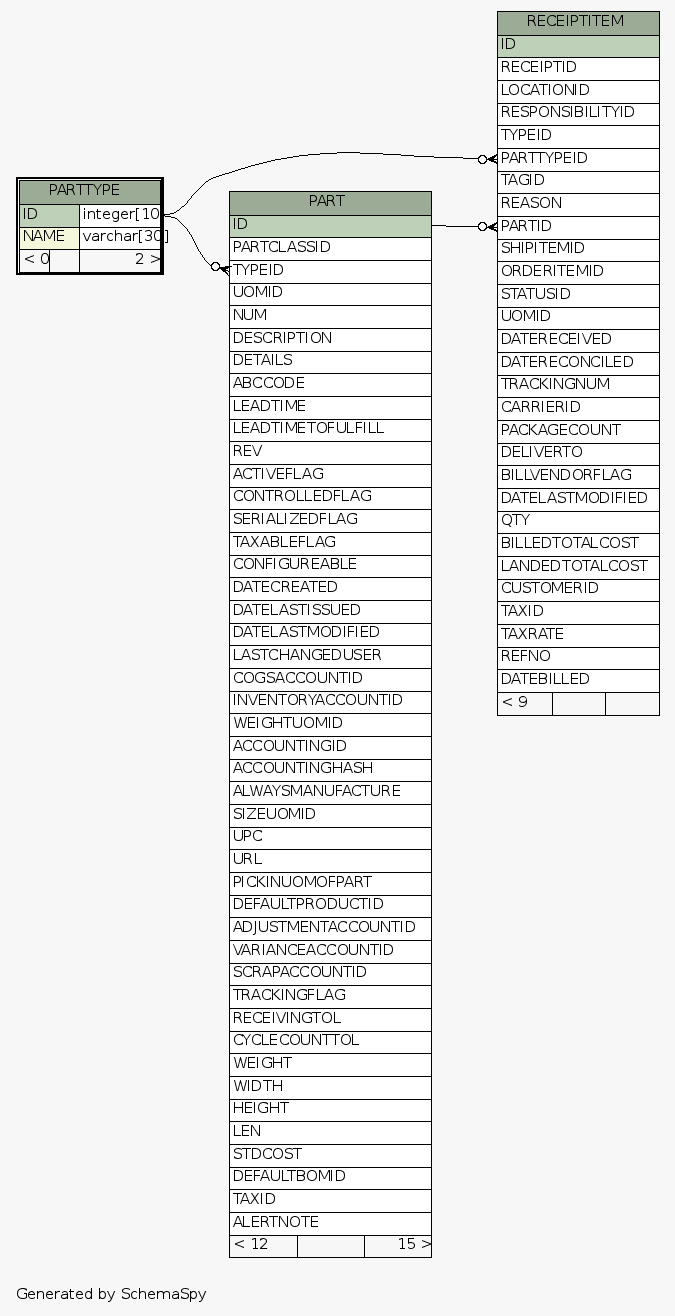 PARTTYPE
ID integer[10
NAME varchar[30]
< 0 2 >
PART
ID
PARTCLASSID
TYPEID
UOMID
NUM
DESCRIPTION
DETAILS
ABCCODE
LEADTIME
LEADTIMETOFULFILL
REV
ACTIVEFLAG
CONTROLLEDFLAG
SERIALIZEDFLAG
TAXABLEFLAG
CONFIGUREABLE
DATECREATED
DATELASTISSUED
DATELASTMODIFIED
LASTCHANGEDUSER
COGSACCOUNTID
INVENTORYACCOUNTID
WEIGHTUOMID
ACCOUNTINGID
ACCOUNTINGHASH
ALWAYSMANUFACTURE
SIZEUOMID
UPC
URL
PICKINUOMOFPART
DEFAULTPRODUCTID
ADJUSTMENTACCOUNTID
VARIANCEACCOUNTID
SCRAPACCOUNTID
TRACKINGFLAG
RECEIVINGTOL
CYCLECOUNTTOL
WEIGHT
WIDTH
HEIGHT
LEN
STDCOST
DEFAULTBOMID
TAXID
ALERTNOTE
< 12 15 >
RECEIPTITEM
ID
RECEIPTID
LOCATIONID
RESPONSIBILITYID
TYPEID
PARTTYPEID
TAGID
REASON
PARTID
SHIPITEMID
ORDERITEMID
STATUSID
UOMID
DATERECEIVED
DATERECONCILED
TRACKINGNUM
CARRIERID
PACKAGECOUNT
DELIVERTO
BILLVENDORFLAG
DATELASTMODIFIED
QTY
BILLEDTOTALCOST
LANDEDTOTALCOST
CUSTOMERID
TAXID
TAXRATE
REFNO
DATEBILLED
< 9
Generated by SchemaSpy